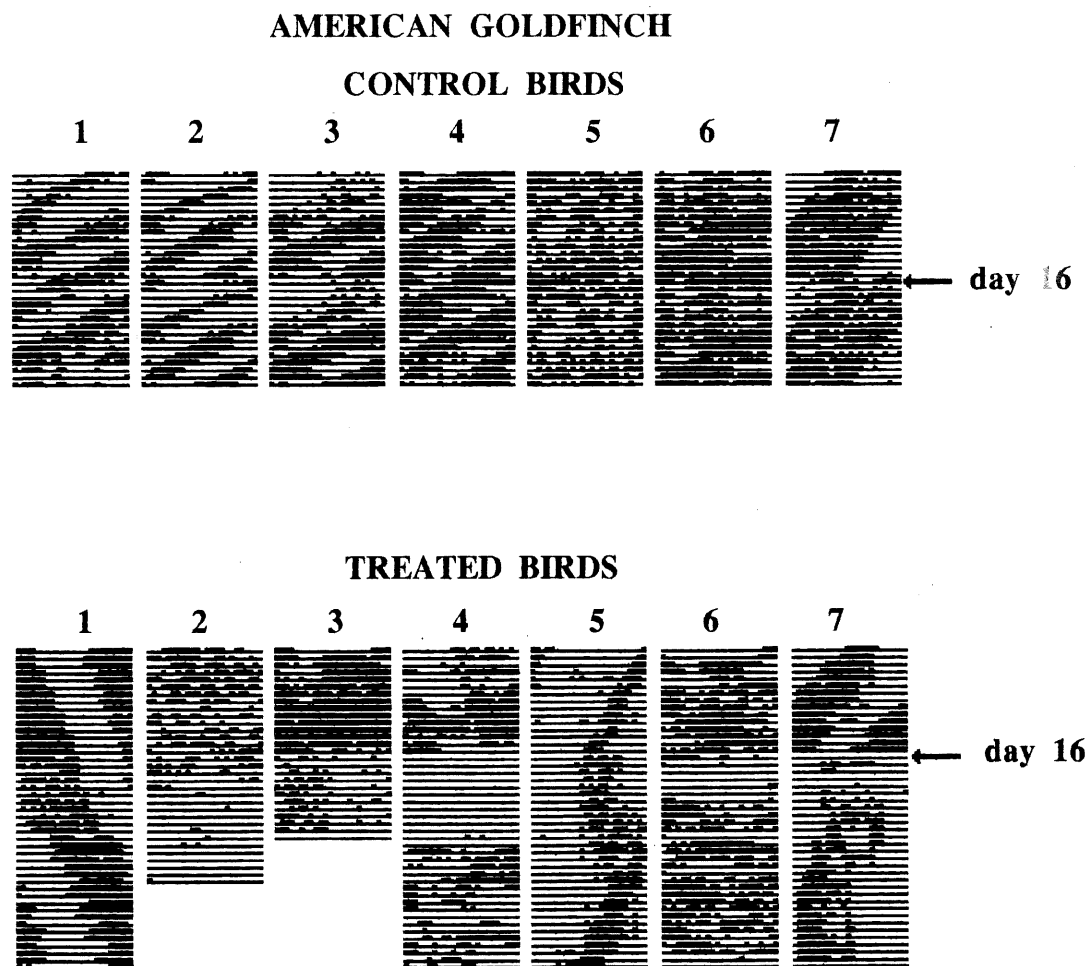 AMERICAN GOLDFINCH
CONTROL BIRDS
1 2 3 4 5 6 7
day 16
TREATED BIRDS
1 2 3 4 5 6 7
day 16